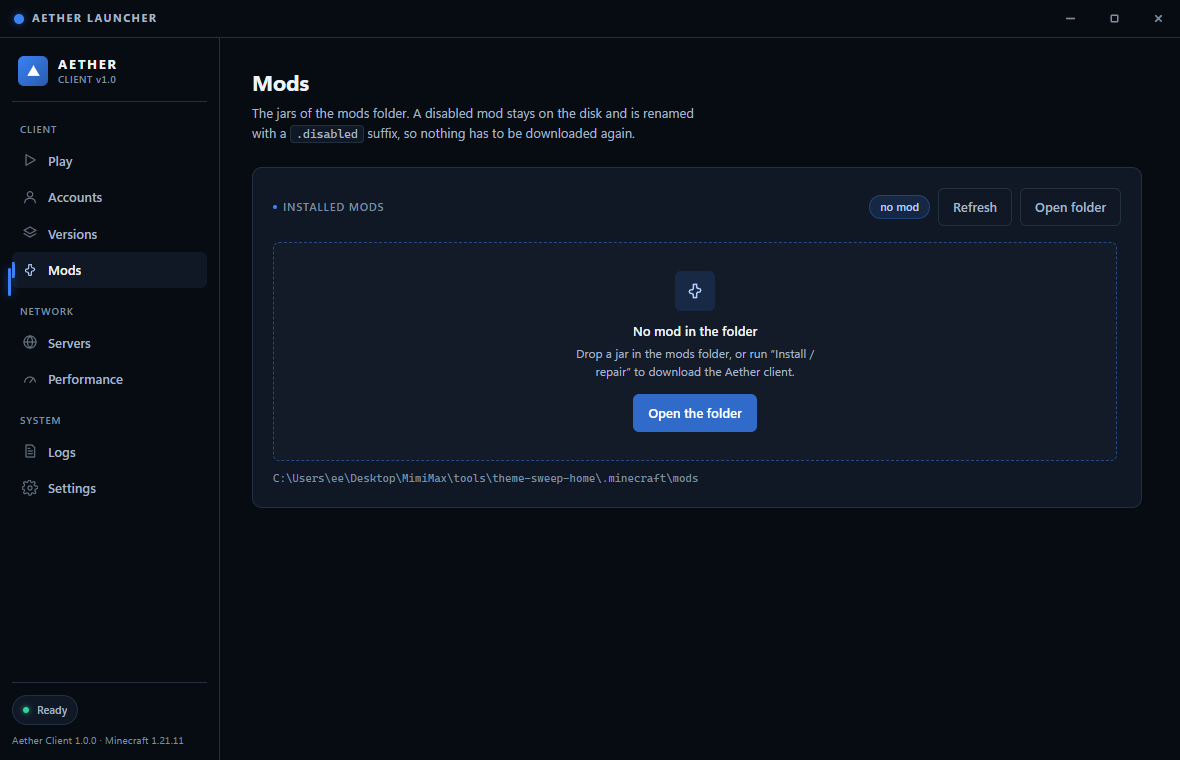 AETHER LAUNCHER
AETHER
CLIENT v1.0
CLIENT
Play
Accounts
Versions
Mods
NETWORK
Servers
Performance
SYSTEM
Logs
Settings
Ready
Aether Client 1.0.0 · Minecraft 1.21.11
Mods
The jars of the mods folder. A disabled mod stays on the disk and is renamed
with a .disabled suffix, so nothing has to be downloaded again.
INSTALLED MODS
no mod
Refresh
Open folder
No mod in the folder
Drop a jar in the mods folder, or run "Install /
repair" to download the Aether client.
Open the folder
C:\Users\ee\Desktop\MimiMax\tools\theme-sweep-home\.minecraft\mods